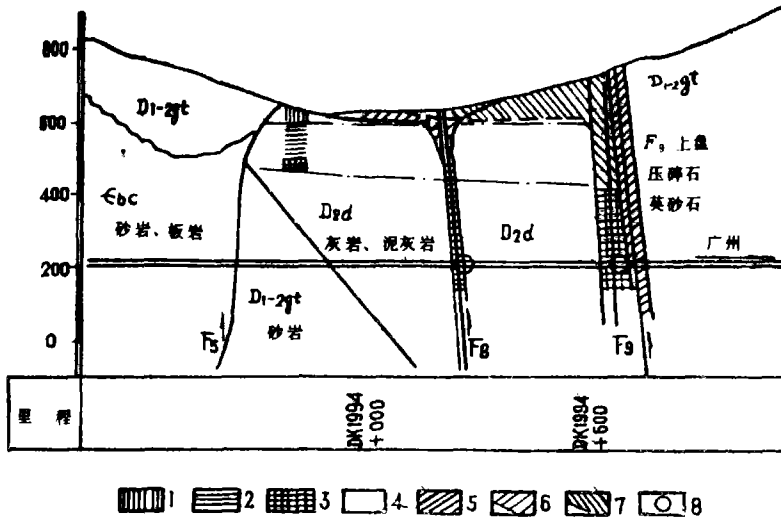 800
600
400
200
0
D1-2gt
Єbc
砂岩、板岩
D1-2gt
砂岩
D2d
灰岩、泥灰岩
D2d
D1-2gt
F9 上盘
压碎石
英砂石
广州
F5
F8
F9
里 程
DK1994
+000
DK1994
+600
1 2 3 4 5 6 7 8